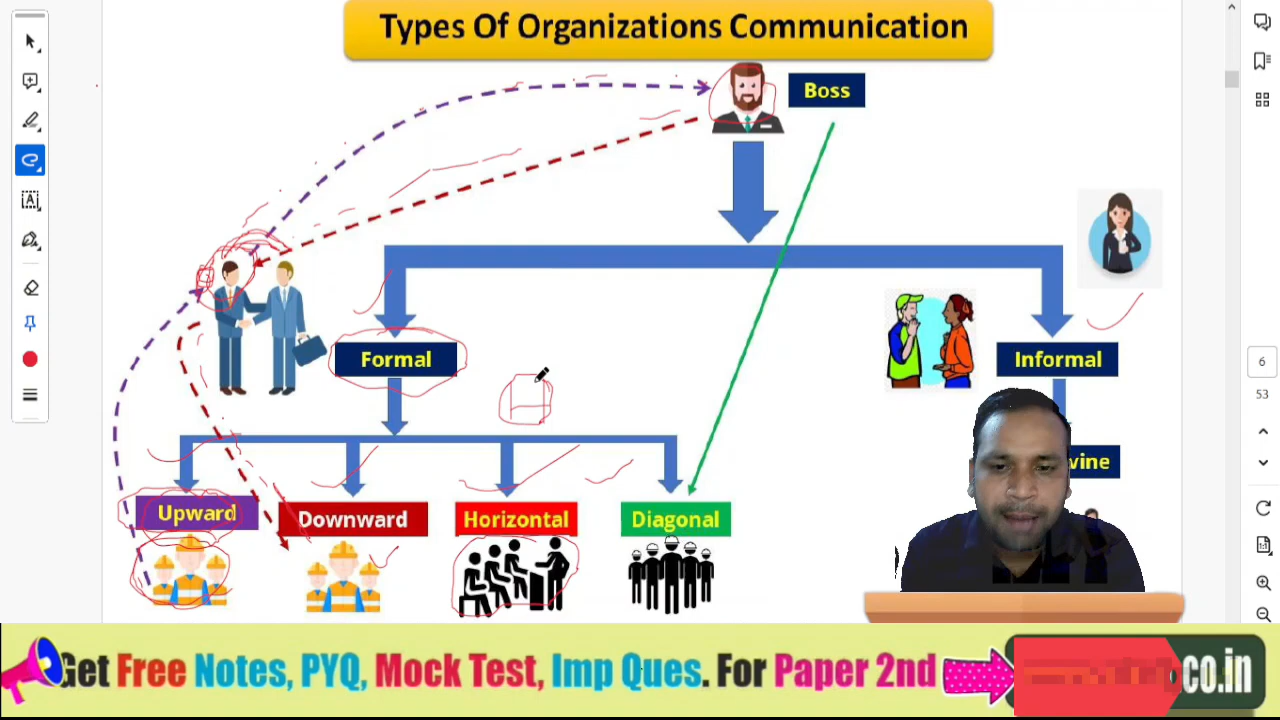 Types Of Organizations Communication
Boss
Formal
Informal
6
53
Upward
Downward
Horizontal
Diagonal
Get Free Notes, PYQ, Mock Test, Imp Ques. For Paper 2nd
.co.in